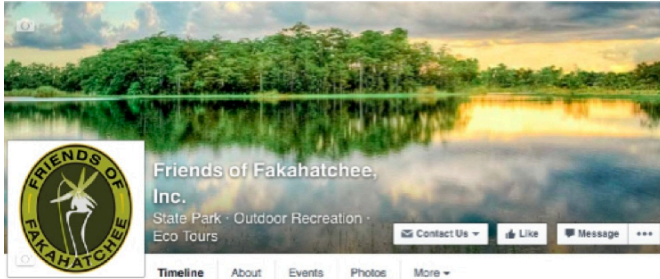 FRIENDS OF
FAKAHATCHEE
Friends of Fakahatchee,
Inc.
State Park · Outdoor Recreation ·
Eco Tours
Contact Us
Like
Message
Timeline About Events Photos More